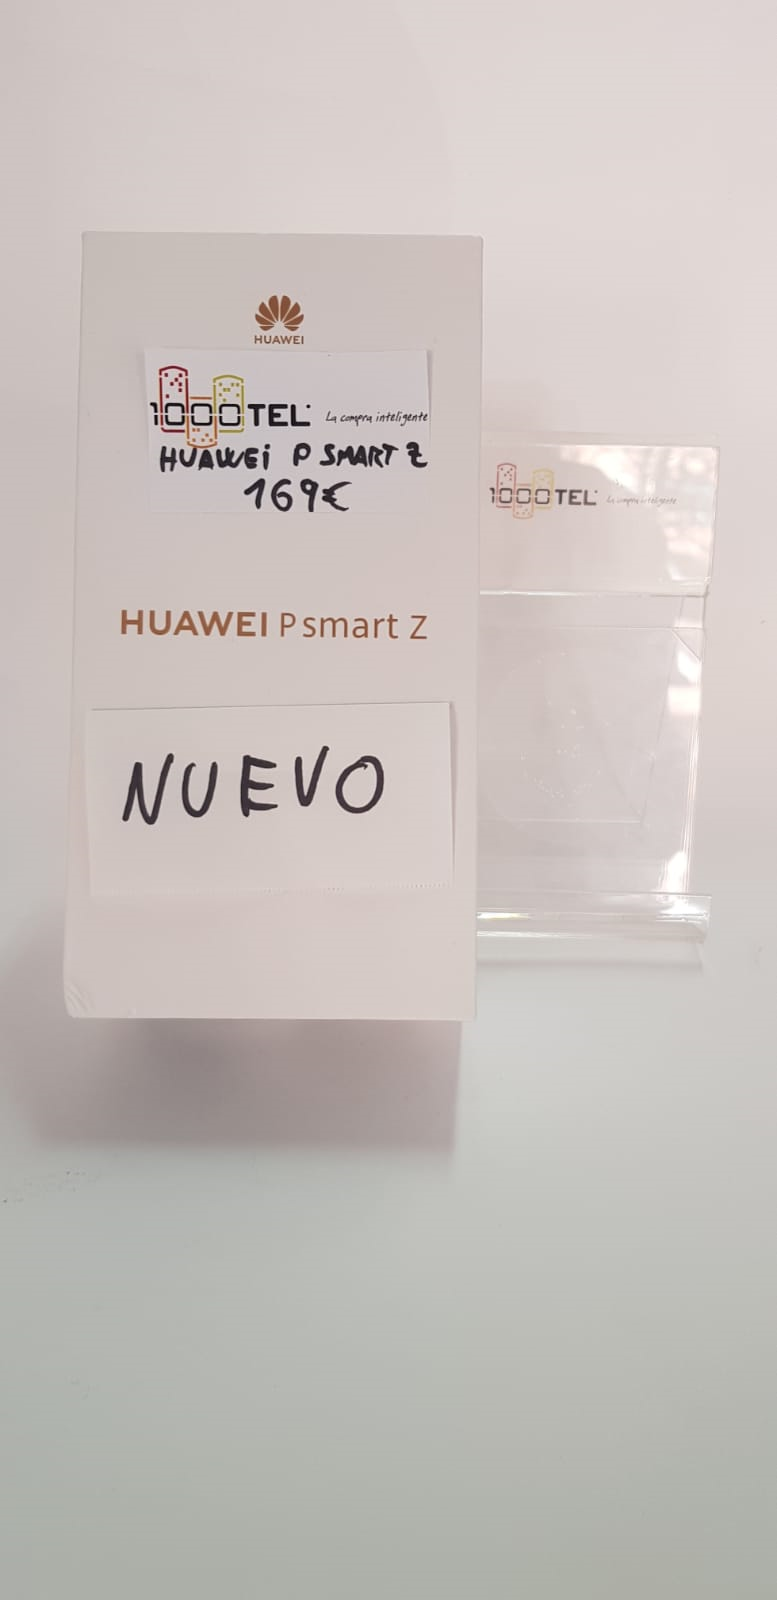 HUAWEI
1000TEL La compra inteligente
HUAWEi P SMART Z
169€
HUAWEI P smart Z
NUEVO
1000TEL La compra inteligente